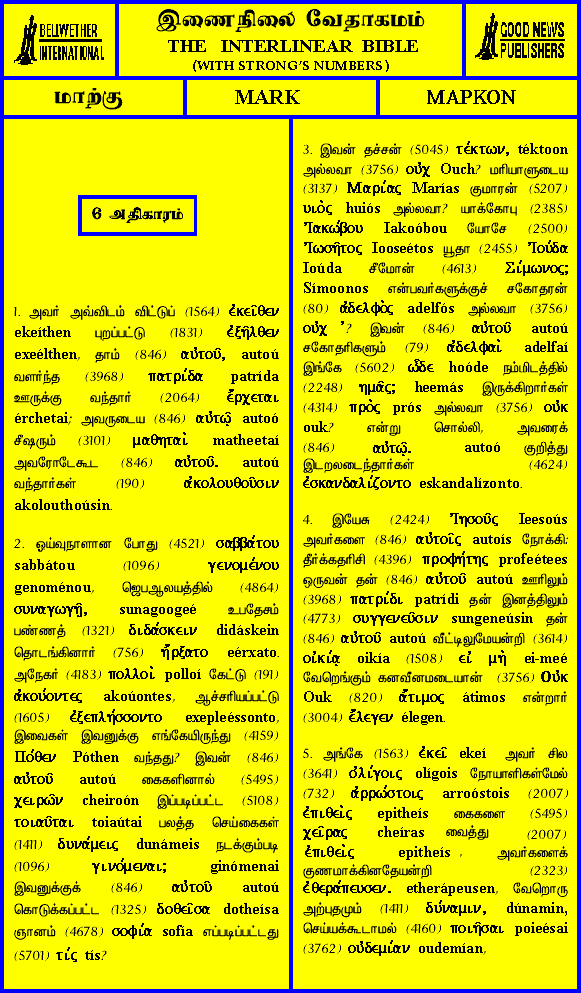 BELLWETHER
INTERNATIONAL
இணைநிலை வேதாகமம்
THE INTERLINEAR BIBLE
(WITH STRONG'S NUMBERS)
GOOD NEWS
PUBLISHERS
மாற்கு
MARK
ΜΑΡΚΟΝ
6 அதிகாரம்
1. அவர் அவ்விடம் விட்டுப் (1564) ἐκεῖθεν
ekeíthen புறப்பட்டு (1831) ἐξῆλθεν
exeélthen, தாம் (846) αὐτοῦ, autoú
வளர்ந்த (3968) πατρίδα patrída
ஊருக்கு வந்தார் (2064) ἔρχεται
érchetai; அவருடைய (846) αὐτῷ autoó
சீஷரும் (3101) μαθηταὶ matheetaí
அவரோடேகூட (846) αὐτοῦ. autoú
வந்தார்கள் (190) ἀκολουθοῦσιν
akolouthoúsin.
2. ஓய்வுநாளான போது (4521) σαββάτου
sabbátou (1096) γενομένου
genoménou, ஜெபஆலயத்தில் (4864)
συναγωγῇ, sunagoogeé உபதேசம்
பண்ணத் (1321) διδάσκειν didáskein
தொடங்கினார் (756) ἤρξατο eérxato.
அநேகர் (4183) πολλοὶ polloí கேட்டு (191)
ἀκούοντες akoúontes, ஆச்சரியப்பட்டு
(1605) ἐξεπλήσσοντο exepleéssonto,
இவைகள் இவனுக்கு எங்கேயிருந்து (4159)
Πόθεν Póthen வந்தது? இவன் (846)
αὐτοῦ autoú கைகளினால் (5495)
χειρῶν cheiroón இப்படிப்பட்ட (5108)
τοιαῦται toiaútai பலத்த செய்கைகள்
(1411) δυνάμεις dunámeis நடக்கும்படி
(1096) γινόμεναι; ginómenai
இவனுக்குக் (846) αὐτοῦ autoú
கொடுக்கப்பட்ட (1325) δοθεῖσα dotheísa
ஞானம் (4678) σοφία sofía எப்படிப்பட்டது
(5701) τίς tís?
3. இவன் தச்சன் (5045) τέκτων, téktoon
அல்லவா (3756) οὐχ Ouch? மரியாளுடைய
(3137) Μαρίας Marías குமாரன் (5207)
υιὸς huiós அல்லவா? யாக்கோபு (2385)
Ἰακώβου Iakoóbou யோசே (2500)
Ἰωσῆτος Iooseétos யூதா (2455) Ἰούδα
Ioúda சீமோன் (4613) Σίμωνος;
Símoonos என்பவர்களுக்குச் சகோதரன்
(80) ἀδελφὸς adelfós அல்லவா (3756)
οὐχ ᾽? இவன் (846) αὐτοῦ autoú
சகோதரிகளும் (79) ἀδελφαὶ adelfaí
இங்கே (5602) ὧδε hoóde நம்மிடத்தில்
(2248) ημᾶς; heemás இருக்கிறார்கள்
(4314) πρὸς prós அல்லவா (3756) οὐκ
ouk? என்று சொல்லி, அவரைக்
(846) αὐτῷ. autoó குறித்து
இடறலடைந்தார்கள் (4624)
ἐσκανδαλίζοντο eskandalízonto.
4. இயேசு (2424) Ἰησοῦς Ieesoús
அவர்களை (846) αὐτοῖς autoís நோக்கி:
தீர்க்கதரிசி (4396) προφήτης profeétees
ஒருவன் தன் (846) αὐτοῦ autoú ஊரிலும்
(3968) πατρίδι patrídi தன் இனத்திலும்
(4773) συγγενεῦσιν sungeneúsin தன்
(846) αὐτοῦ autoú வீட்டிலுமேயன்றி (3614)
οἰκίᾳ oikía (1508) εἰ μὴ ei-meé
வேறெங்கும் கனவீனமடையான் (3756) Οὐκ
Ouk (820) ἄτιμος átimos என்றார்
(3004) ἔλεγεν élegen.
5. அங்கே (1563) ἐκεῖ ekeí அவர் சில
(3641) ὀλίγοις olígois நோயாளிகள்மேல்
(732) ἀρρώστοις arroóstois (2007)
ἐπιθεὶς epitheís கைகளை (5495)
χεῖρας cheíras வைத்து (2007)
ἐπιθεὶς epitheís , அவர்களைக்
குணமாக்கினதேயன்றி (2323)
ἐθεράπευσεν. etherápeusen, வேறொரு
அற்புதமும் (1411) δύναμιν, dúnamin,
செய்யக்கூடாமல் (4160) ποιῆσαι poieésai
(3762) οὐδεμίαν oudemían,